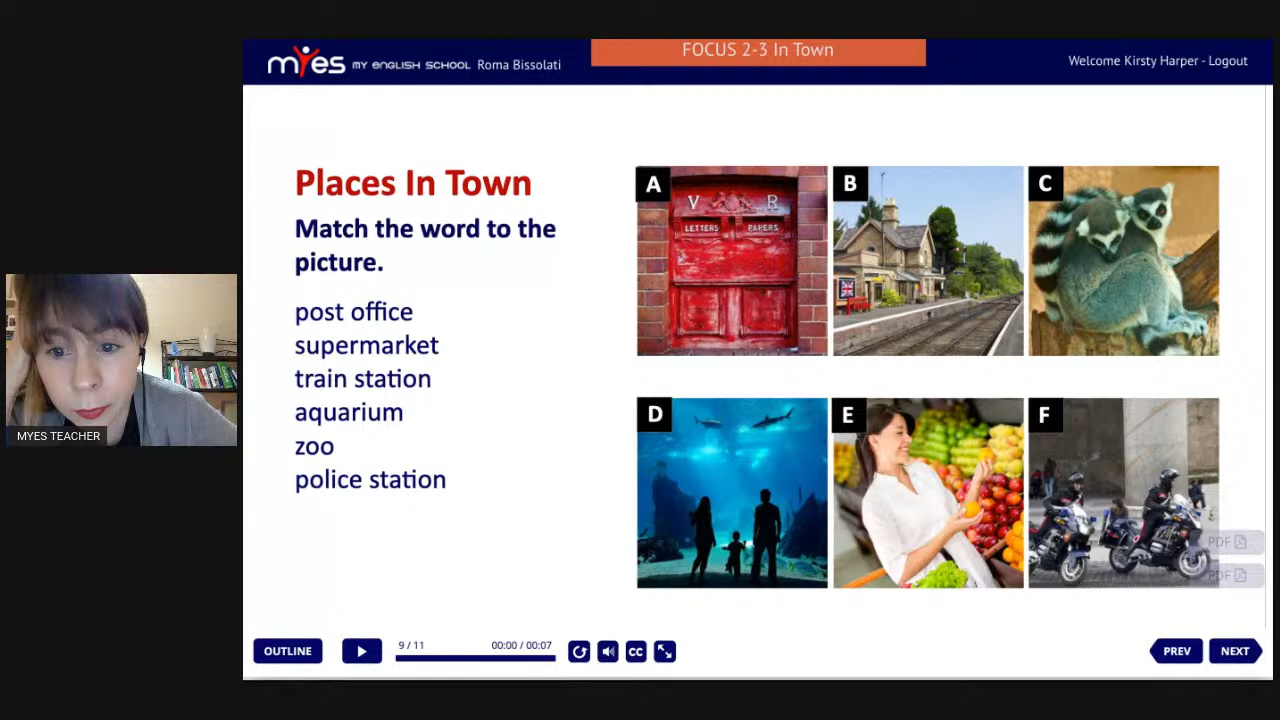 FOCUS 2-3 In Town
myes MY ENGLISH SCHOOL Roma Bissolati
Welcome Kirsty Harper - Logout
Places In Town
Match the word to the
picture.
post office
supermarket
train station
aquarium
zoo
police station
A
V R
LETTERS PAPERS
B
C
D
E
F
PDF
PDF
MYES TEACHER
OUTLINE
9 / 11
00:00 / 00:07
CC
PREV
NEXT